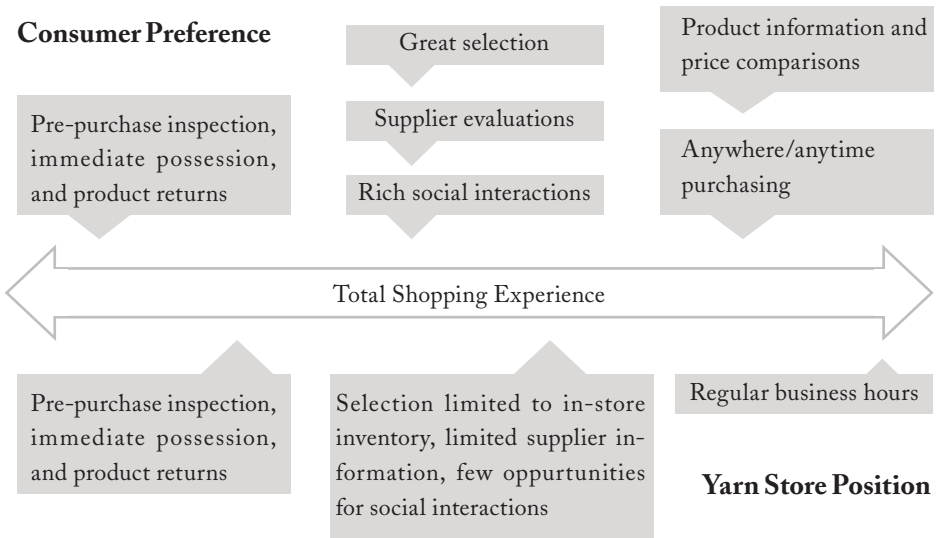 Consumer Preference
Pre-purchase inspection,
immediate possession,
and product returns
Great selection
Supplier evaluations
Rich social interactions
Product information and
price comparisons
Anywhere/anytime
purchasing
Total Shopping Experience
Pre-purchase inspection,
immediate possession,
and product returns
Selection limited to in-store
inventory, limited supplier in-
formation, few oppurtunities
for social interactions
Regular business hours
Yarn Store Position